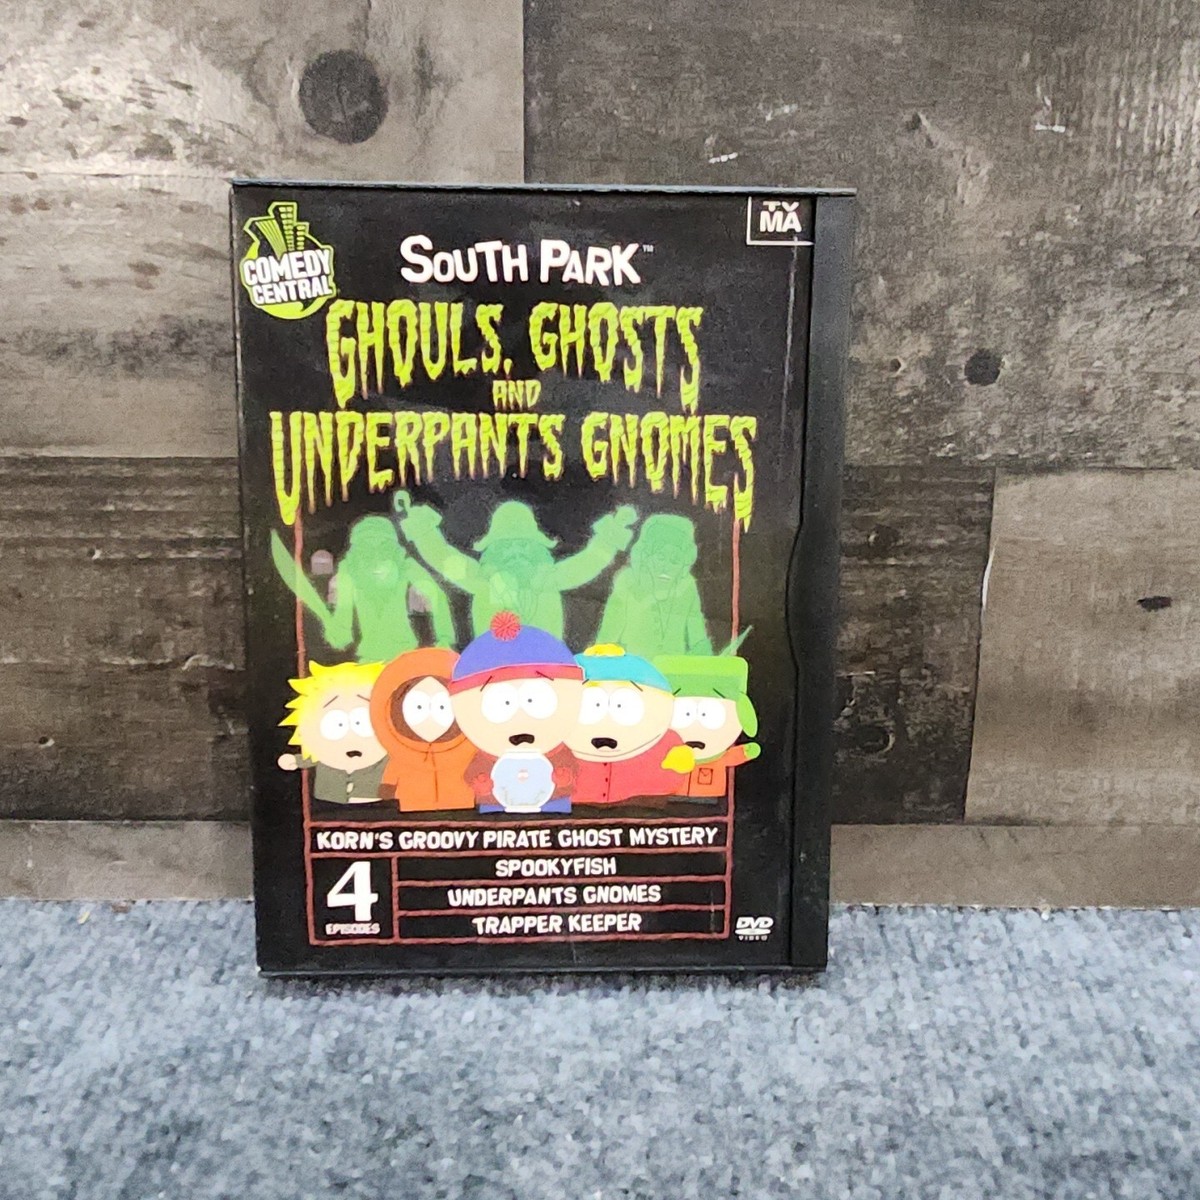 COMEDY
CENTRAL
SOUTH PARK™
TV
MA
GHOULS, GHOSTS
AND
UNDERPANTS GNOMES
KORN'S GROOVY PIRATE GHOST MYSTERY
4
EPISODES
SPOOKYFISH
UNDERPANTS GNOMES
TRAPPER KEEPER
DVD
VIDEO